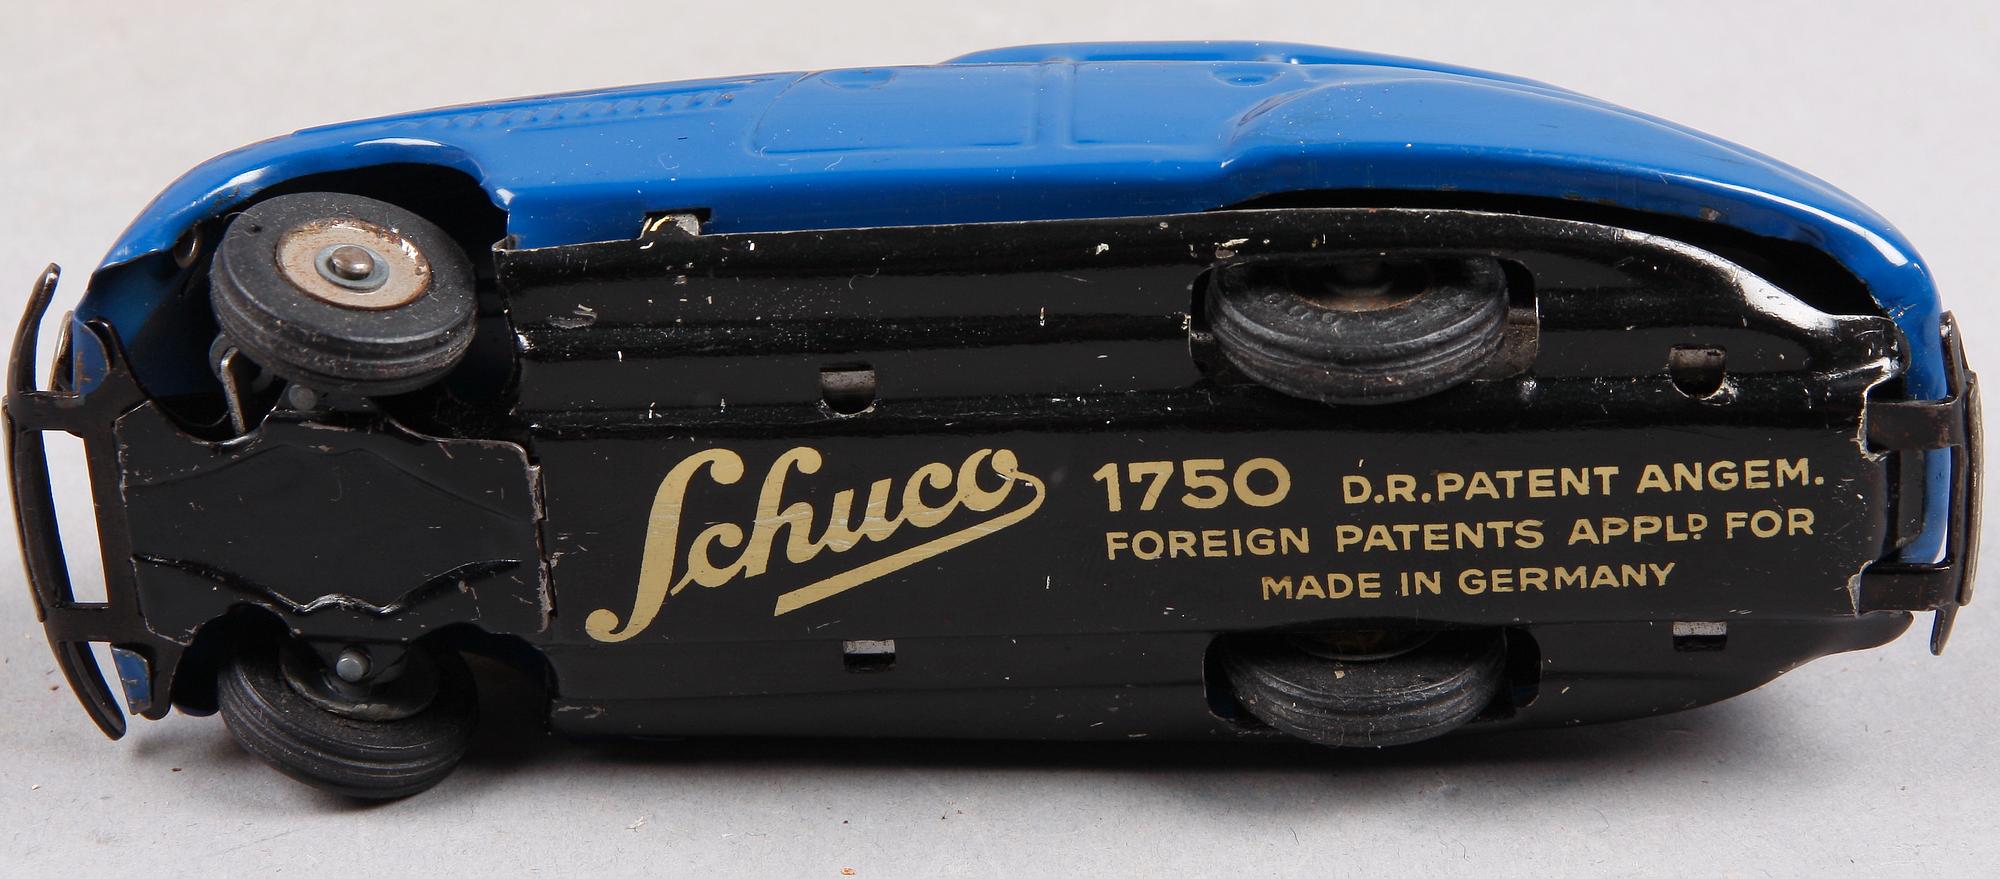 Schuco
1750 D.R.PATENT ANGEM.
FOREIGN PATENTS APPLD FOR
MADE IN GERMANY